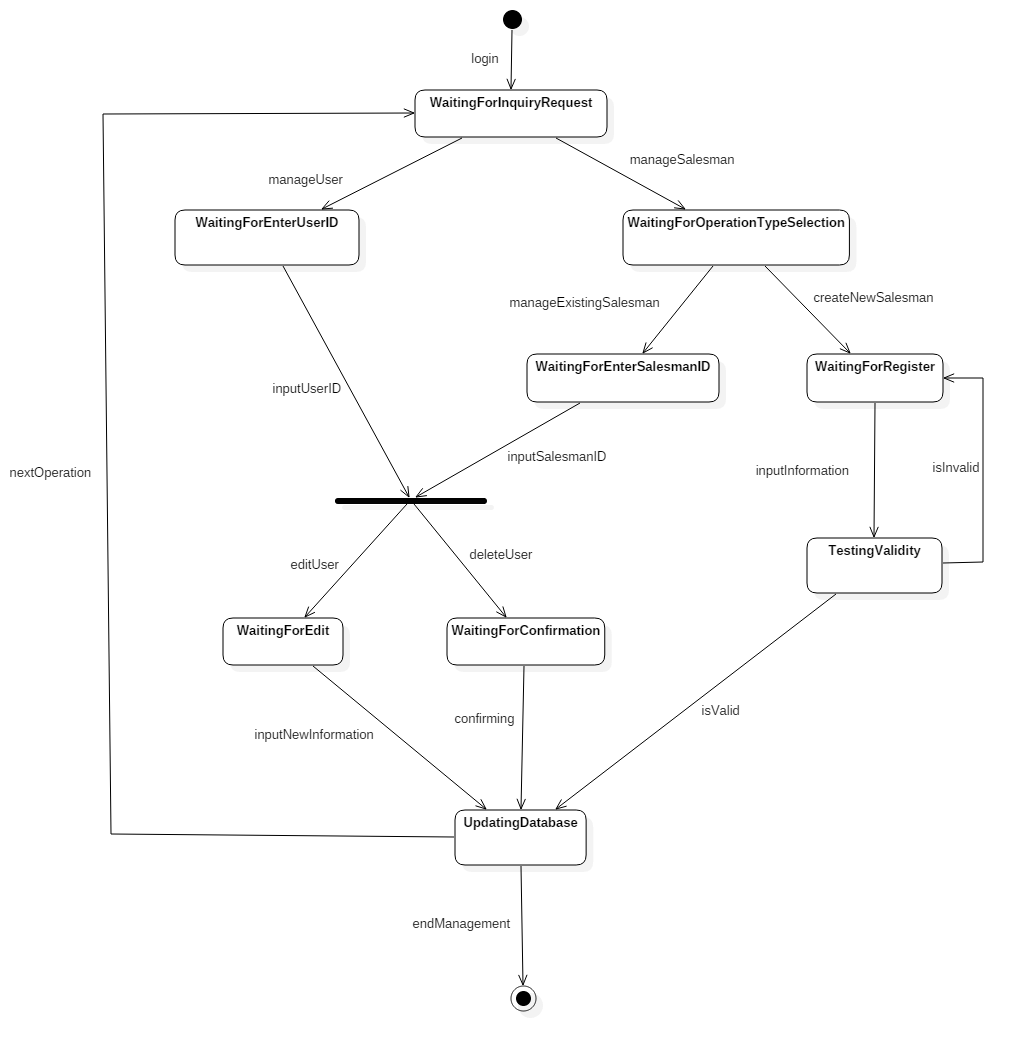 login
WaitingForInquiryRequest
manageSalesman
manageUser
WaitingForEnterUserID
WaitingForOperationTypeSelection
manageExistingSalesman
createNewSalesman
WaitingForEnterSalesmanID
WaitingForRegister
inputUserID
inputSalesmanID
nextOperation
inputInformation
isInvalid
editUser
deleteUser
TestingValidity
WaitingForEdit
WaitingForConfirmation
inputNewInformation
confirming
isValid
UpdatingDatabase
endManagement